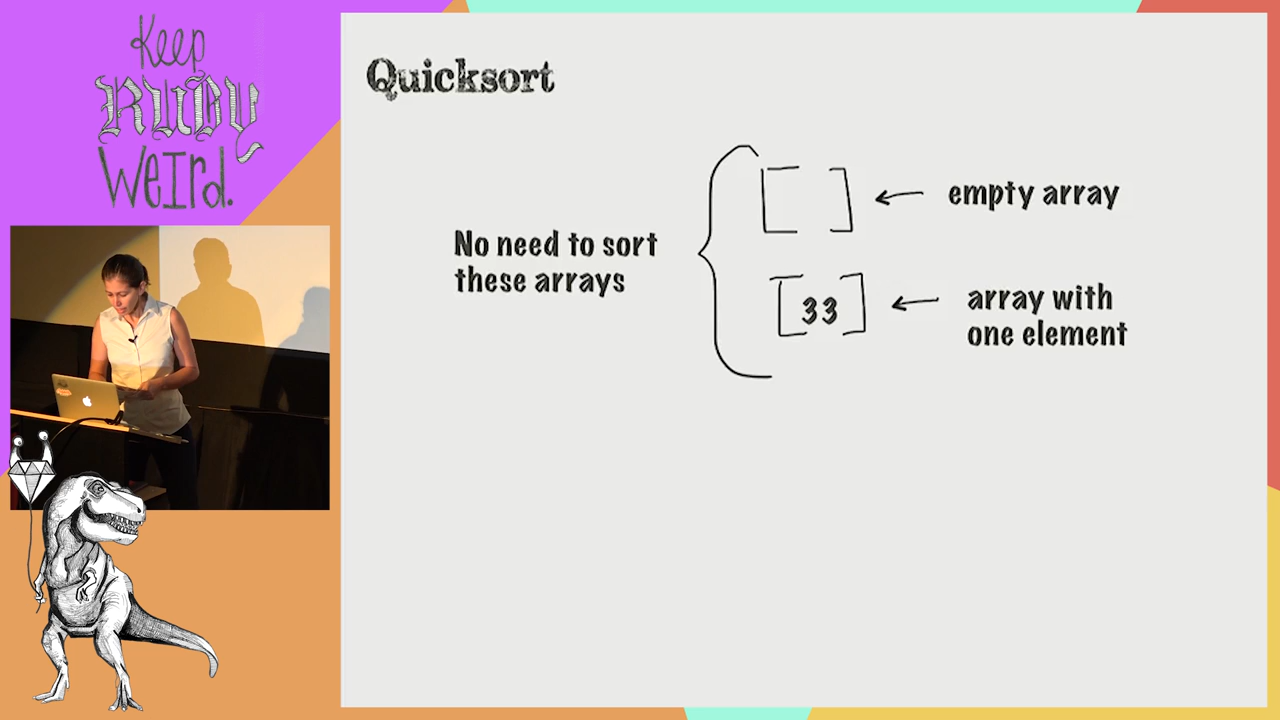 Keep
RUBY
WeIrd.
Quicksort
No need to sort
these arrays
[ ]
empty array
[33]
array with
one element